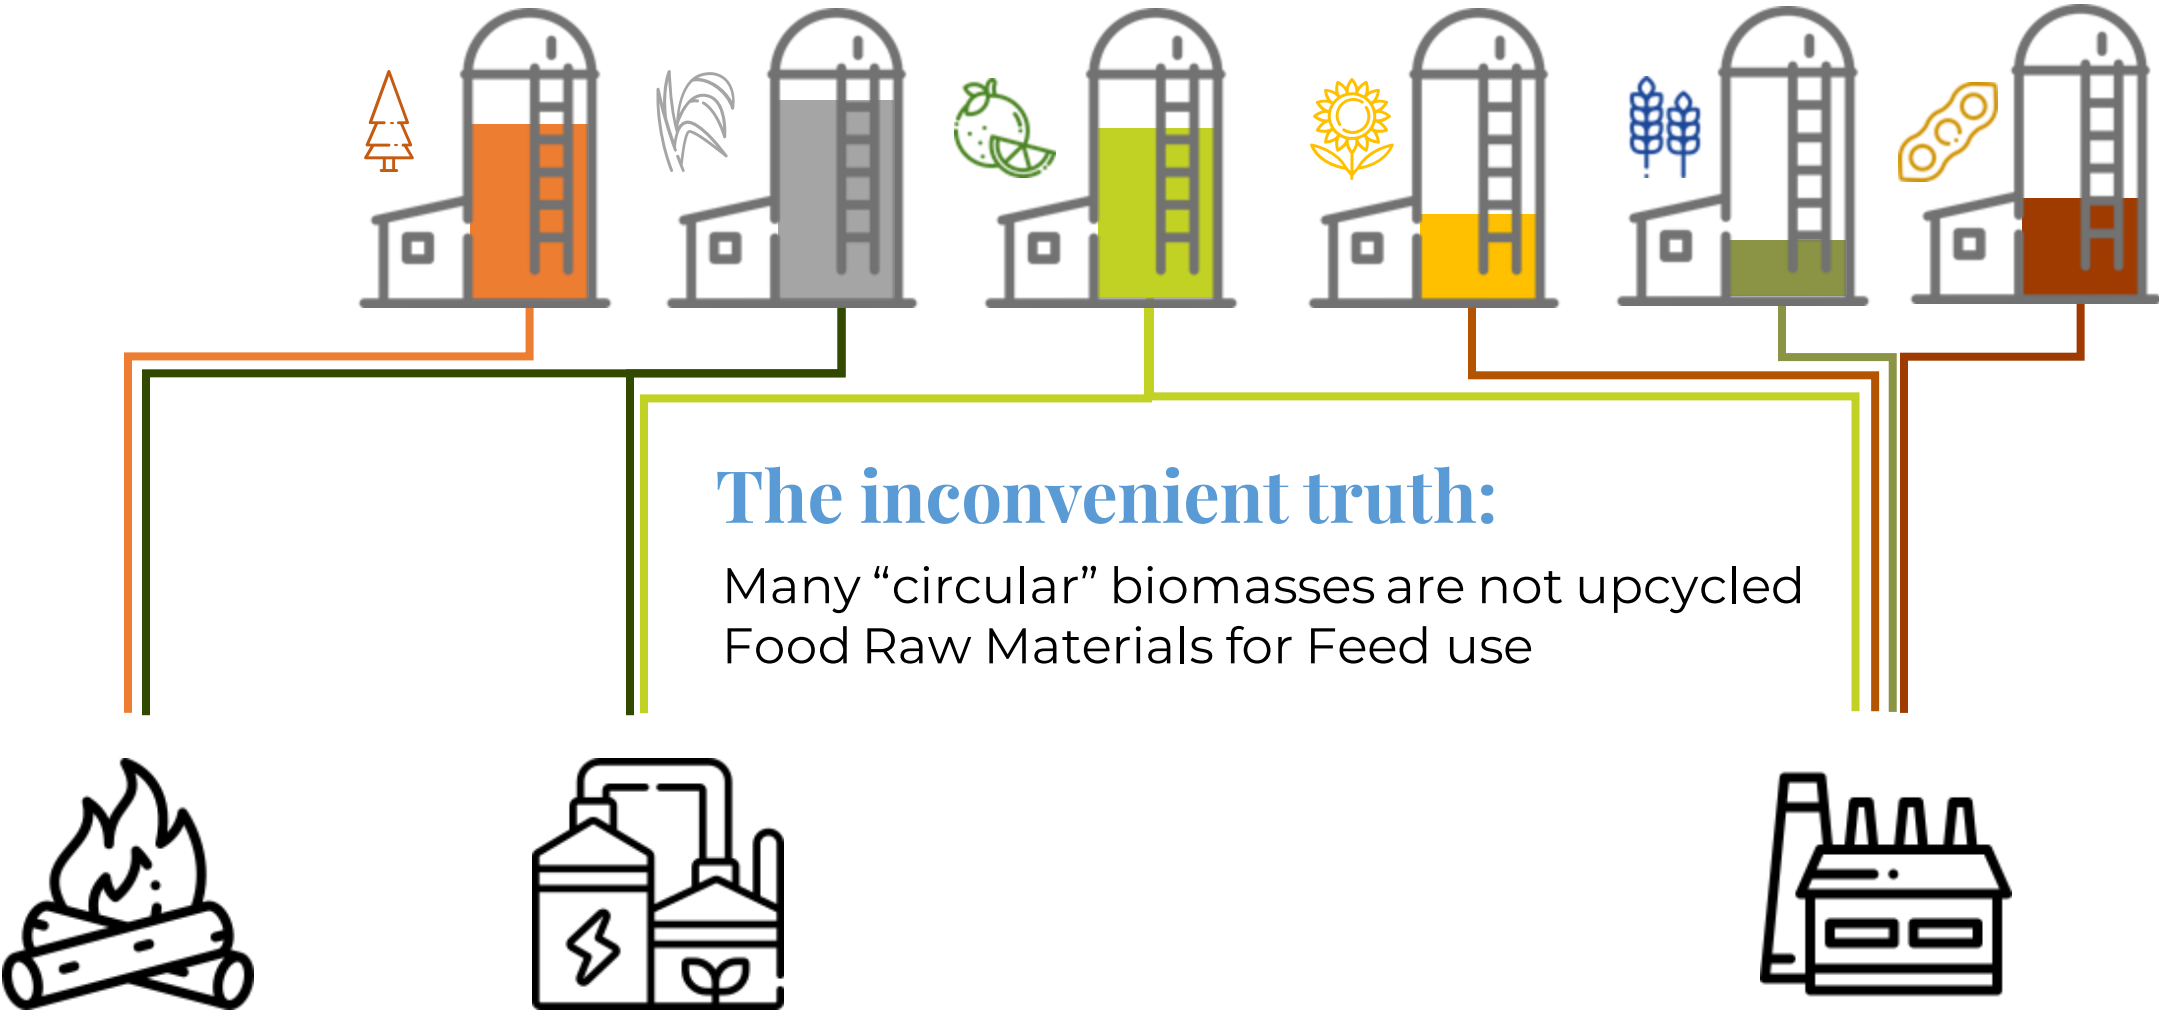 The inconvenient truth:
Many “circular” biomasses are not upcycled
Food Raw Materials for Feed use